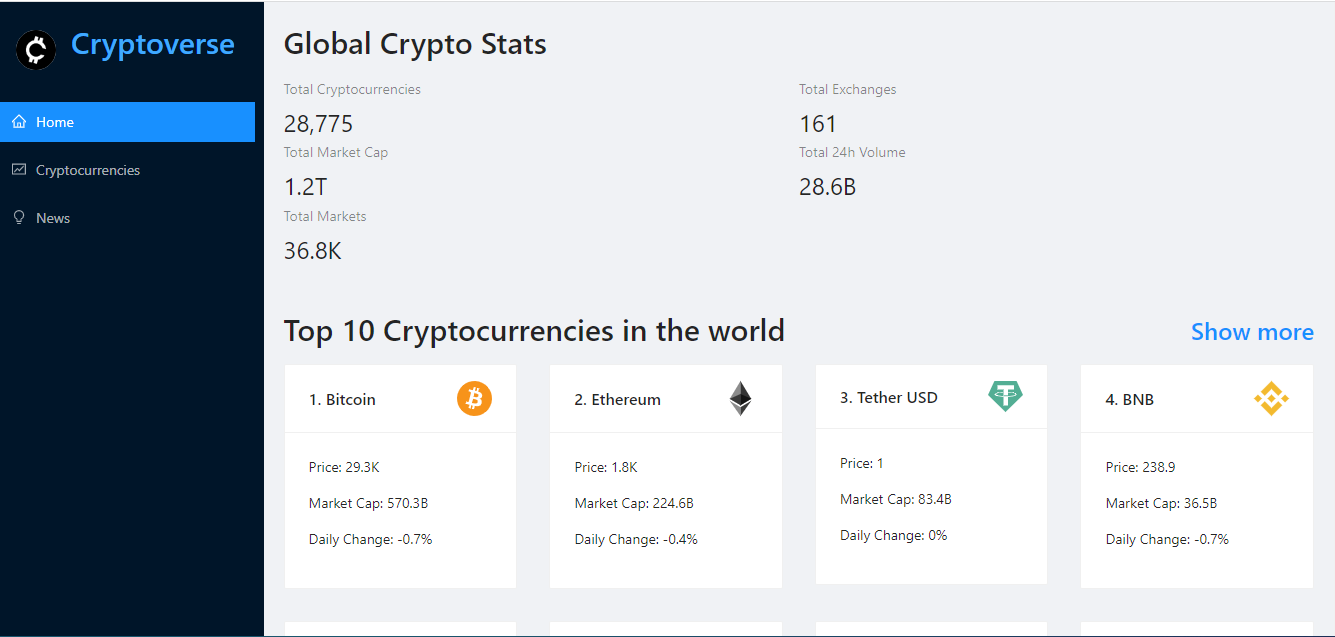 Cryptoverse
Home
Cryptocurrencies
News
Global Crypto Stats
Total Cryptocurrencies
28,775
Total Exchanges
161
Total Market Cap
1.2T
Total 24h Volume
28.6B
Total Markets
36.8K
Top 10 Cryptocurrencies in the world
Show more
1. Bitcoin
Price: 29.3K
Market Cap: 570.3B
Daily Change: -0.7%
2. Ethereum
Price: 1.8K
Market Cap: 224.6B
Daily Change: -0.4%
3. Tether USD
Price: 1
Market Cap: 83.4B
Daily Change: 0%
4. BNB
Price: 238.9
Market Cap: 36.5B
Daily Change: -0.7%